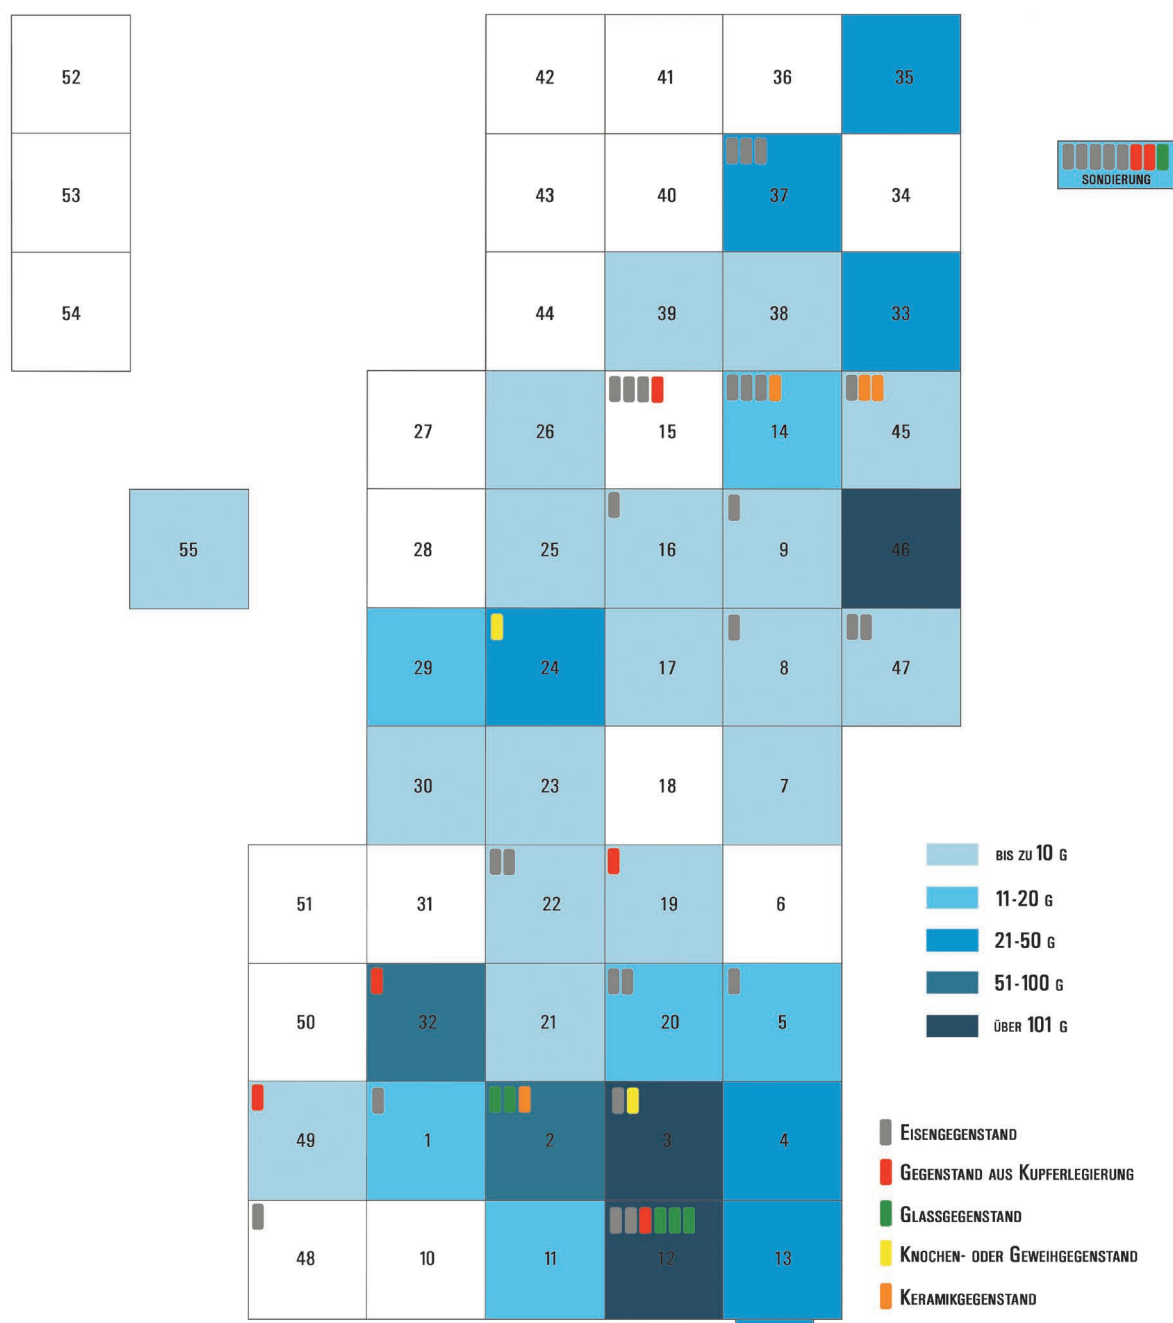 52 42 41 36 35
53 43 40 37 34
SONDIERUNG
54 44 39 38 33
27 26 15 14 45
55 28 25 16 9 46
29 24 17 8 47
30 23 18 7
51 31 22 19 6
50 32 21 20 5
49 1 2 3 4
48 10 11 12 13
BIS ZU 10 G
11-20 G
21-50 G
51-100 G
ÜBER 101 G
EISENGEGENSTAND
GEGENSTAND AUS KUPFERLEGIERUNG
GLASSGEGENSTAND
KNOCHEN- ODER GEWEIHGEGENSTAND
KERAMIKGEGENSTAND